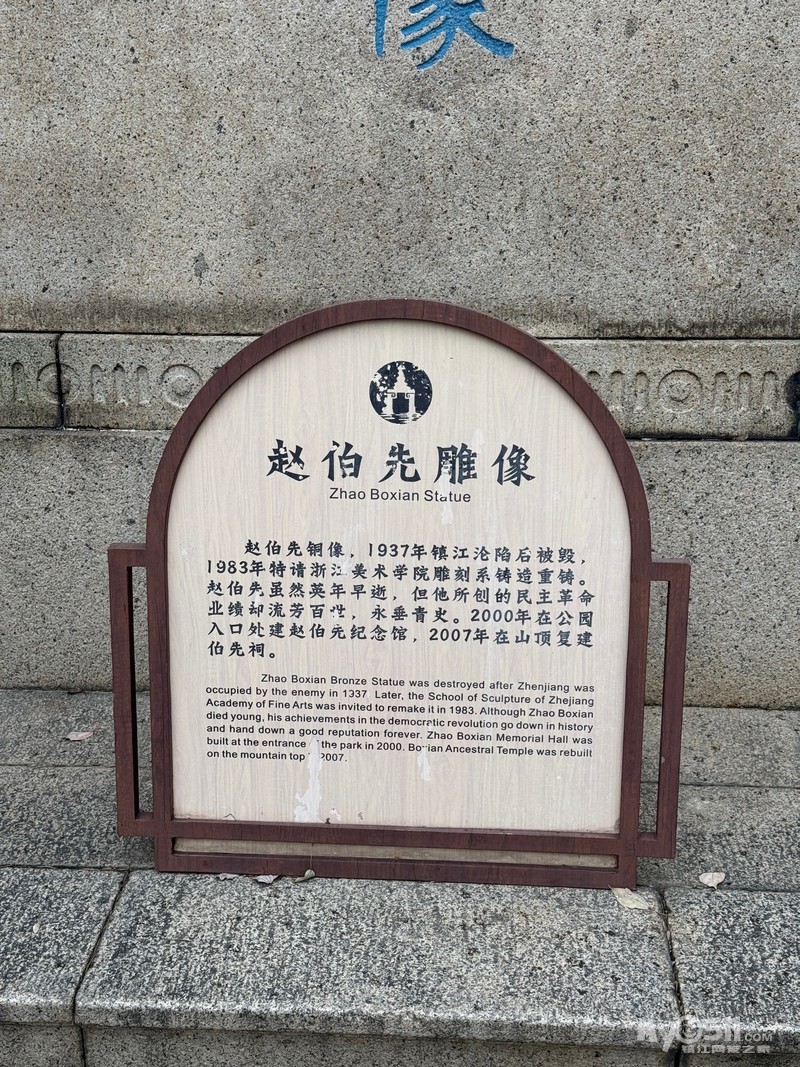 像
赵伯先雕像
Zhao Boxian Statue
赵伯先铜像，1937年镇江沦陷后被毁，
1983年特请浙江美术学院雕刻系铸造重铸。
赵伯先虽然英年早逝，但他所创的民主革命
业绩却流芳百世，永垂青史。2000年在公园
入口处建赵伯先纪念馆，2007年在山顶复建
伯先祠。
Zhao Boxian Bronze Statue was destroyed after Zhenjiang was
occupied by the enemy in 1337 Later, the School of Sculpture of Zhejiang
Academy of Fine Arts was invited to remake it in 1983. Although Zhao Boxian
died young, his achievements in the democratic revolution go down in history
and hand down a good reputation forever. Zhao Boxian Memorial Hall was
built at the entrance the park in 2000. Boxian Ancestral Temple was rebuilt
on the mountain top 2007.
my0511.COM
镇江网友之家